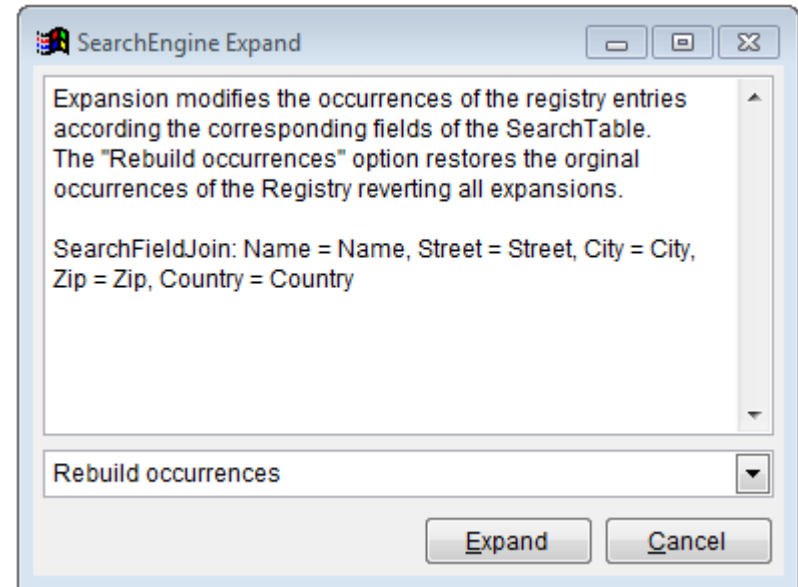 SearchEngine Expand
Expansion modifies the occurrences of the registry entries
according the corresponding fields of the SearchTable.
The "Rebuild occurrences" option restores the orginal
occurrences of the Registry reverting all expansions.
SearchFieldJoin: Name = Name, Street = Street, City = City,
Zip = Zip, Country = Country
Rebuild occurrences
Expand Cancel